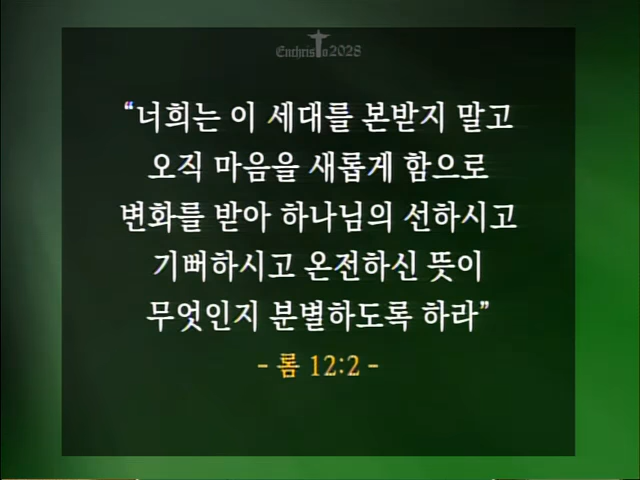 Enthristo2028
“너희는 이 세대를 본받지 말고
오직 마음을 새롭게 함으로
변화를 받아 하나님의 선하시고
기뻐하시고 온전하신 뜻이
무엇인지 분별하도록 하라”
- 롬 12:2 -